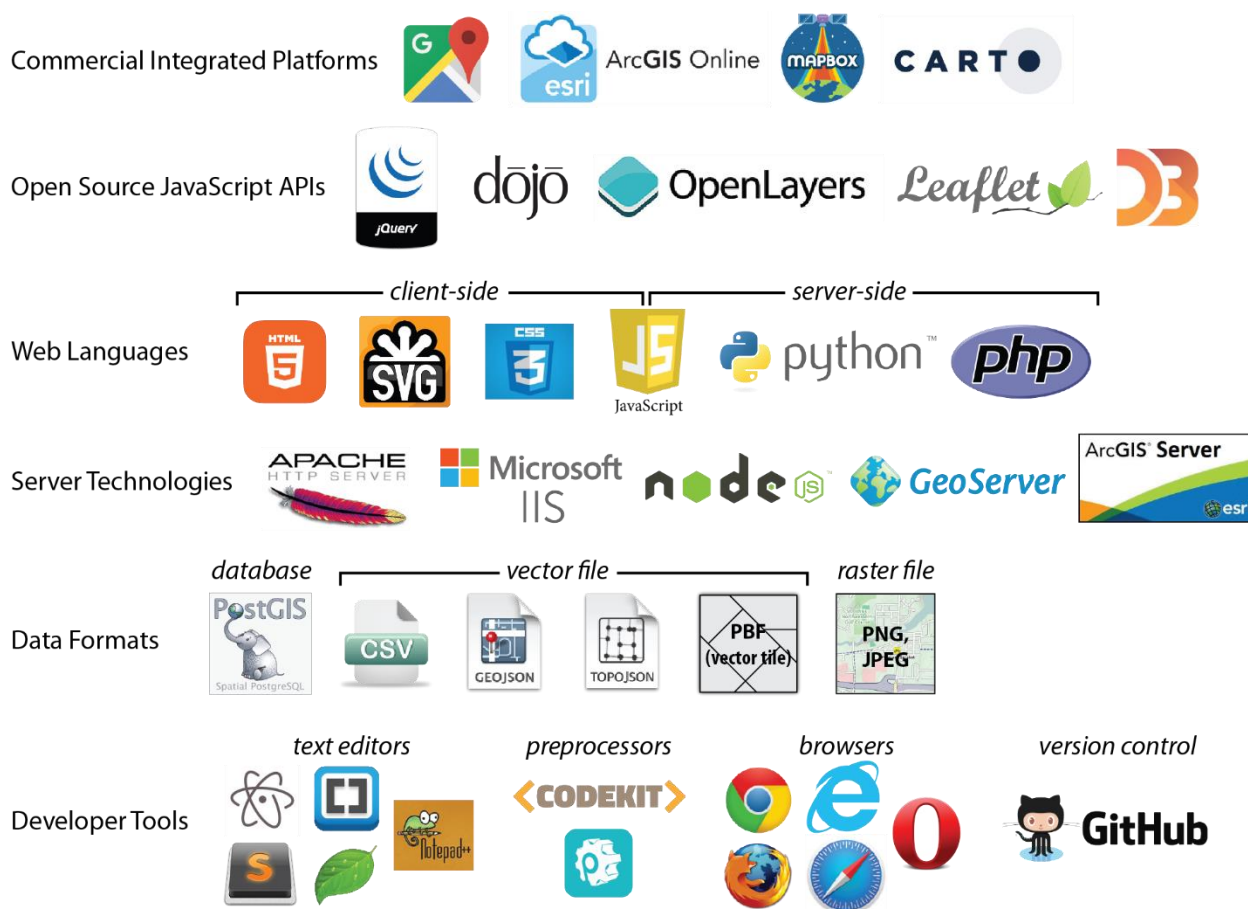 Commercial Integrated Platforms
G
esri
ArcGIS Online
MAPBOX
CARTO
Open Source JavaScript APIs
jQuery
dōjō
OpenLayers
Leaflet
D3
client-side
server-side
Web Languages
HTML
5
SVG
CSS
3
JS
JavaScript
python™
php
Server Technologies
APACHE
HTTP SERVER
Microsoft
IIS
node
JS
GeoServer
ArcGIS® Server
esri
database
vector file
raster file
Data Formats
PostGIS
Spatial PostgreSQL
CSV
GEOJSON
TOPOJSON
PBF
(vector tile)
PNG,
JPEG
text editors
preprocessors
browsers
version control
Developer Tools
Notepad++
S
<CODEKIT>
GitHub